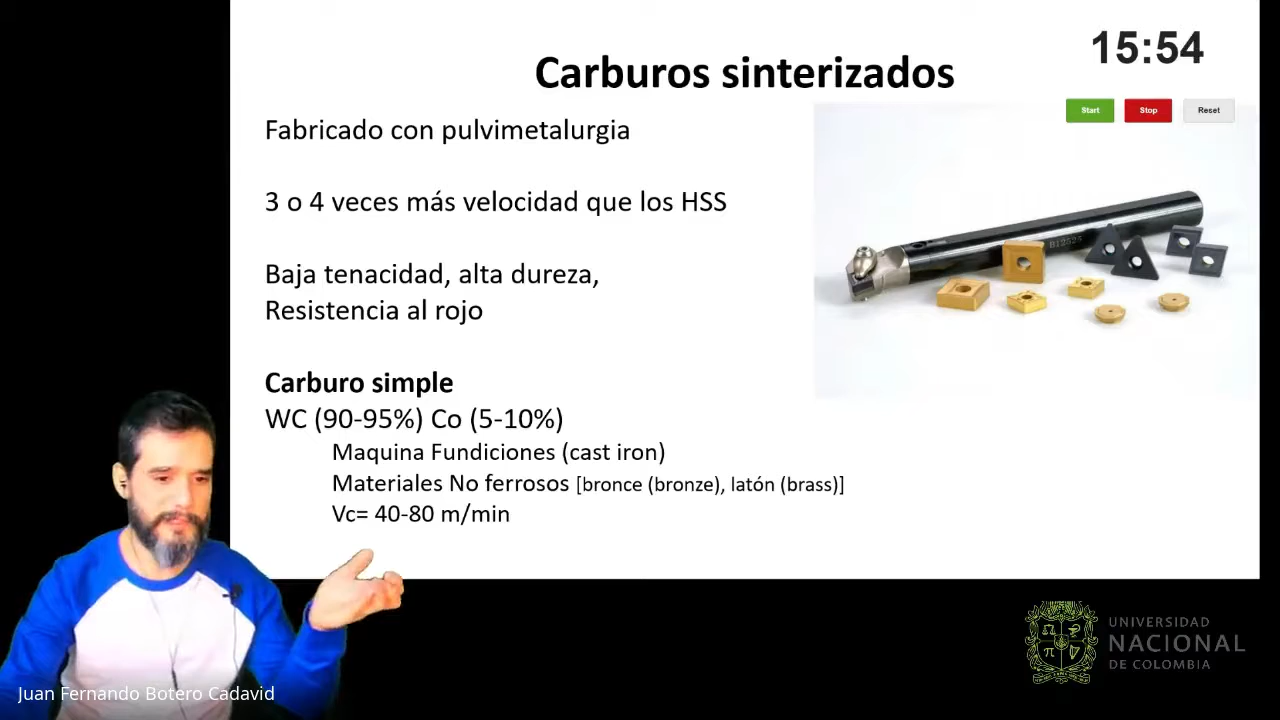 Carburos sinterizados
15:54
Start Stop Reset
Fabricado con pulvimetalurgia
3 o 4 veces más velocidad que los HSS
Baja tenacidad, alta dureza,
Resistencia al rojo
B12525
Carburo simple
WC (90-95%) Co (5-10%)
Maquina Fundiciones (cast iron)
Materiales No ferrosos [bronce (bronze), latón (brass)]
Vc= 40-80 m/min
UNIVERSIDAD
NACIONAL
DE COLOMBIA
Juan Fernando Botero Cadavid